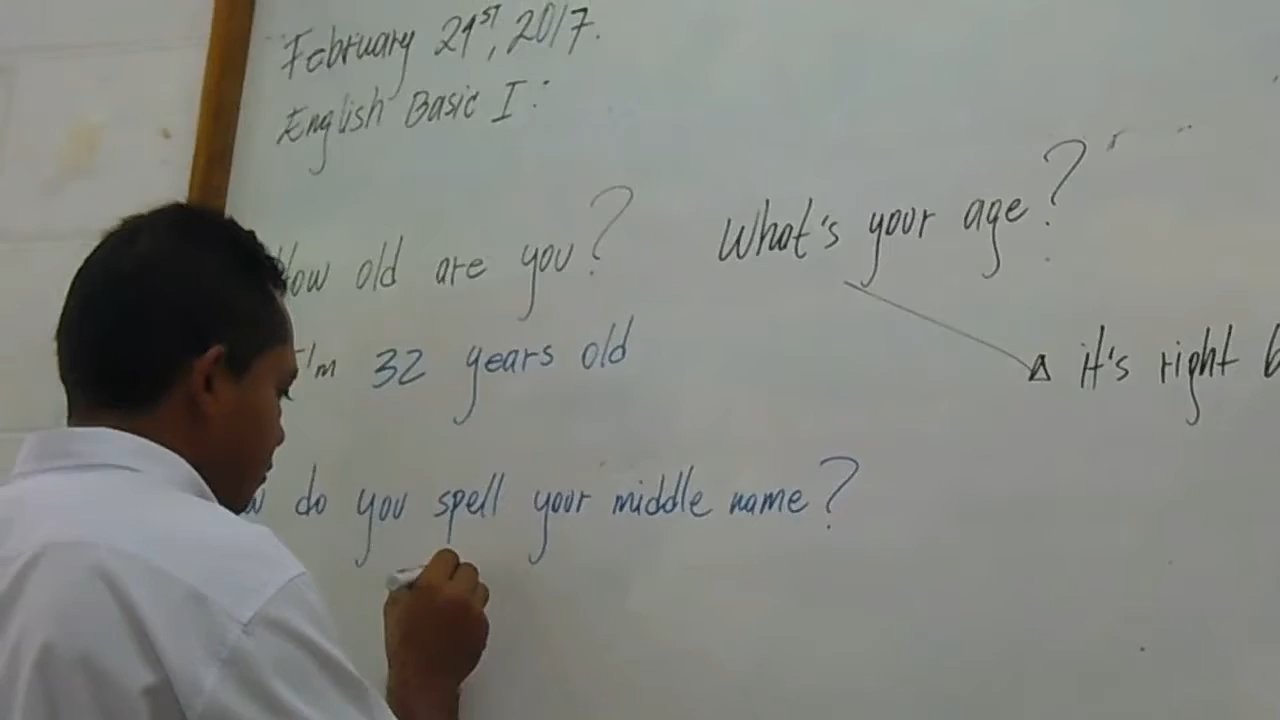 February 21st, 2017.
English Basic I:
How old are you?
What's your age?
I'm 32 years old
it's right
do you spell your middle name?